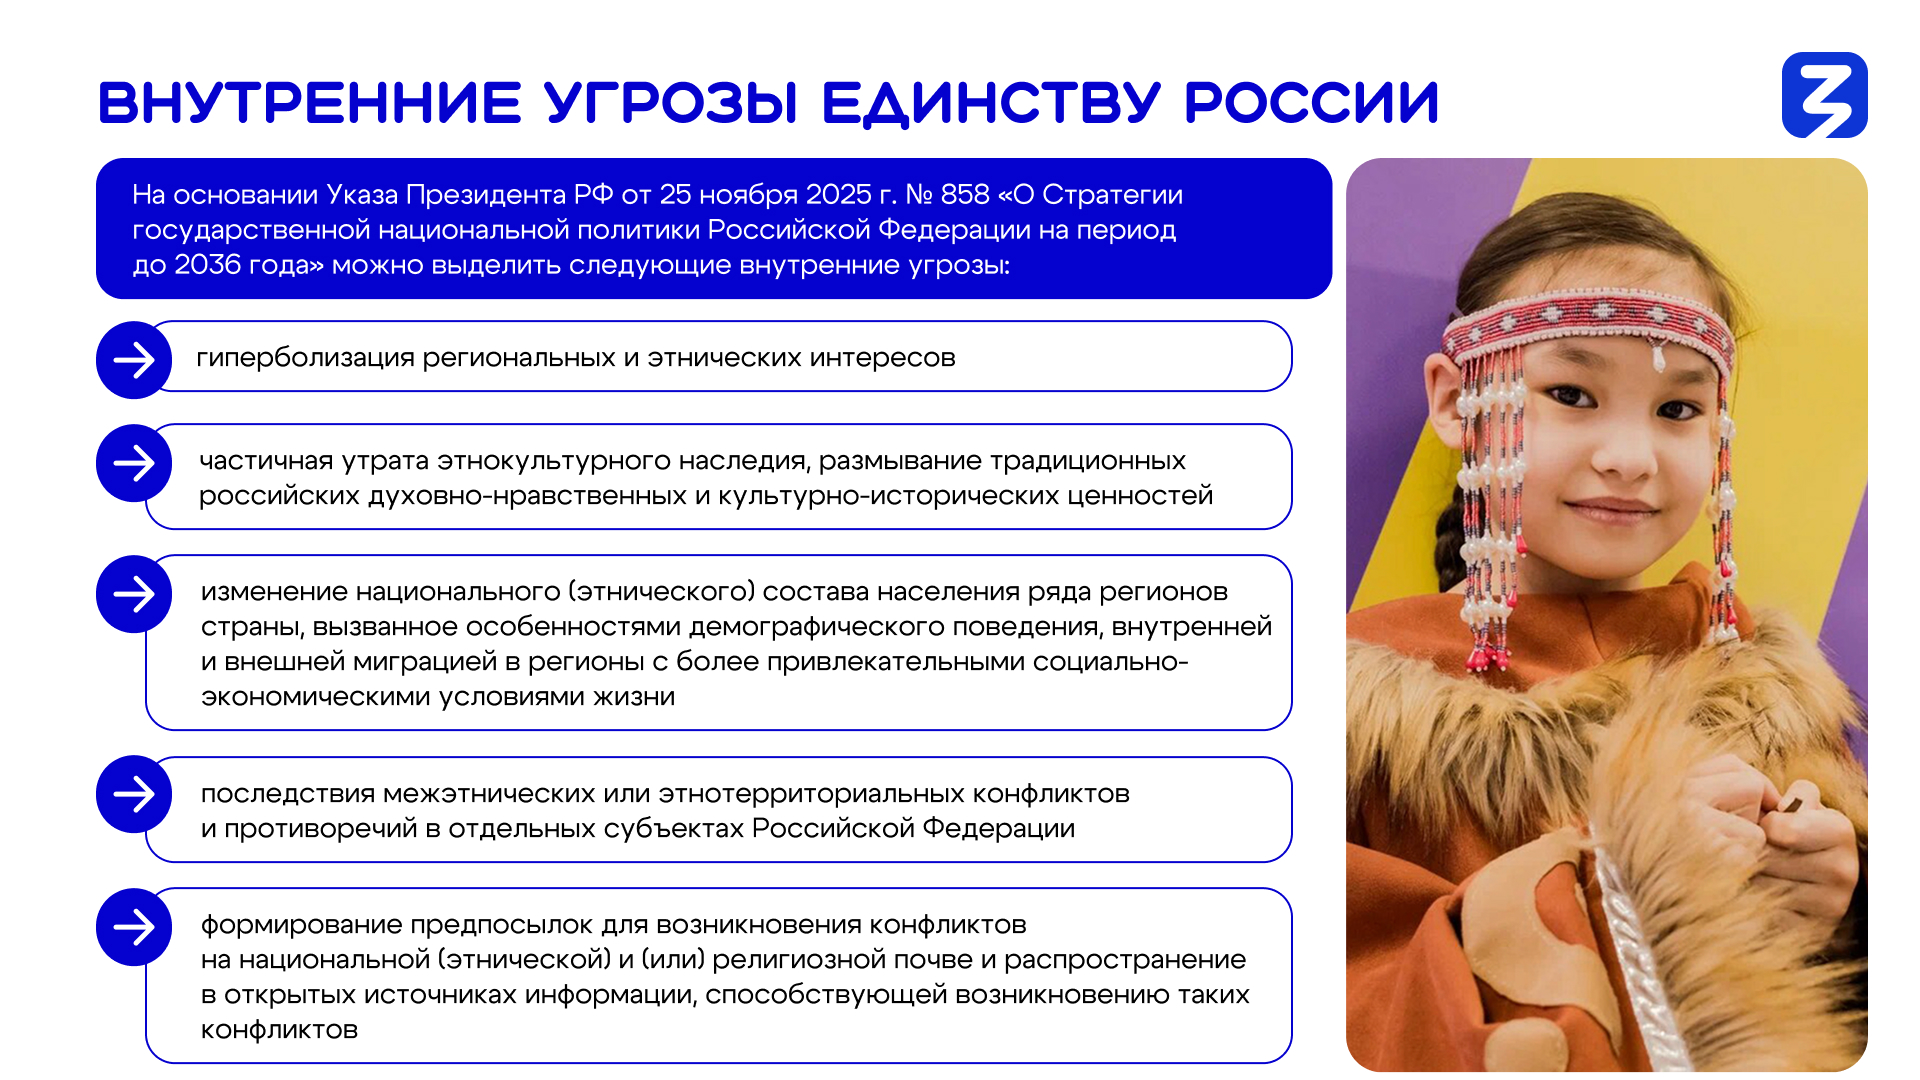 ВНУТРЕННИЕ УГРОЗЫ ЕДИНСТВУ РОССИИ
На основании Указа Президента РФ от 25 ноября 2025 г. № 858 «О Стратегии
государственной национальной политики Российской Федерации на период
до 2036 года» можно выделить следующие внутренние угрозы:
гиперболизация региональных и этнических интересов
частичная утрата этнокультурного наследия, размывание традиционных
российских духовно-нравственных и культурно-исторических ценностей
изменение национального (этнического) состава населения ряда регионов
страны, вызванное особенностями демографического поведения, внутренней
и внешней миграцией в регионы с более привлекательными социально-
экономическими условиями жизни
последствия межэтнических или этнотерриториальных конфликтов
и противоречий в отдельных субъектах Российской Федерации
формирование предпосылок для возникновения конфликтов
на национальной (этнической) и (или) религиозной почве и распространение
в открытых источниках информации, способствующей возникновению таких
конфликтов